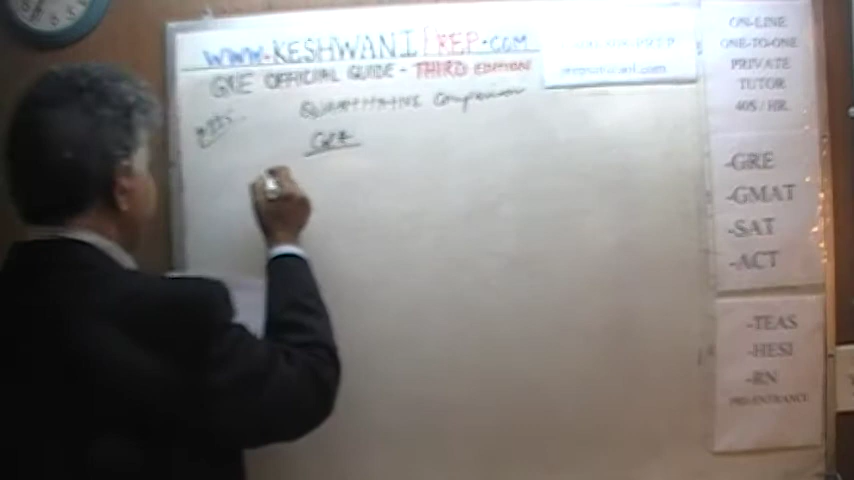 WWW.KESHWANIPREP.COM
GRE OFFICIAL GUIDE - THIRD EDITION
QUANTITATIVE Comparison
ON-LINE
ONE-TO-ONE
PRIVATE
TUTOR
40$ / HR.
-GRE
-GMAT
-SAT
-ACT
-TEAS
-HESI
-RN
PRE-ENTRANCE